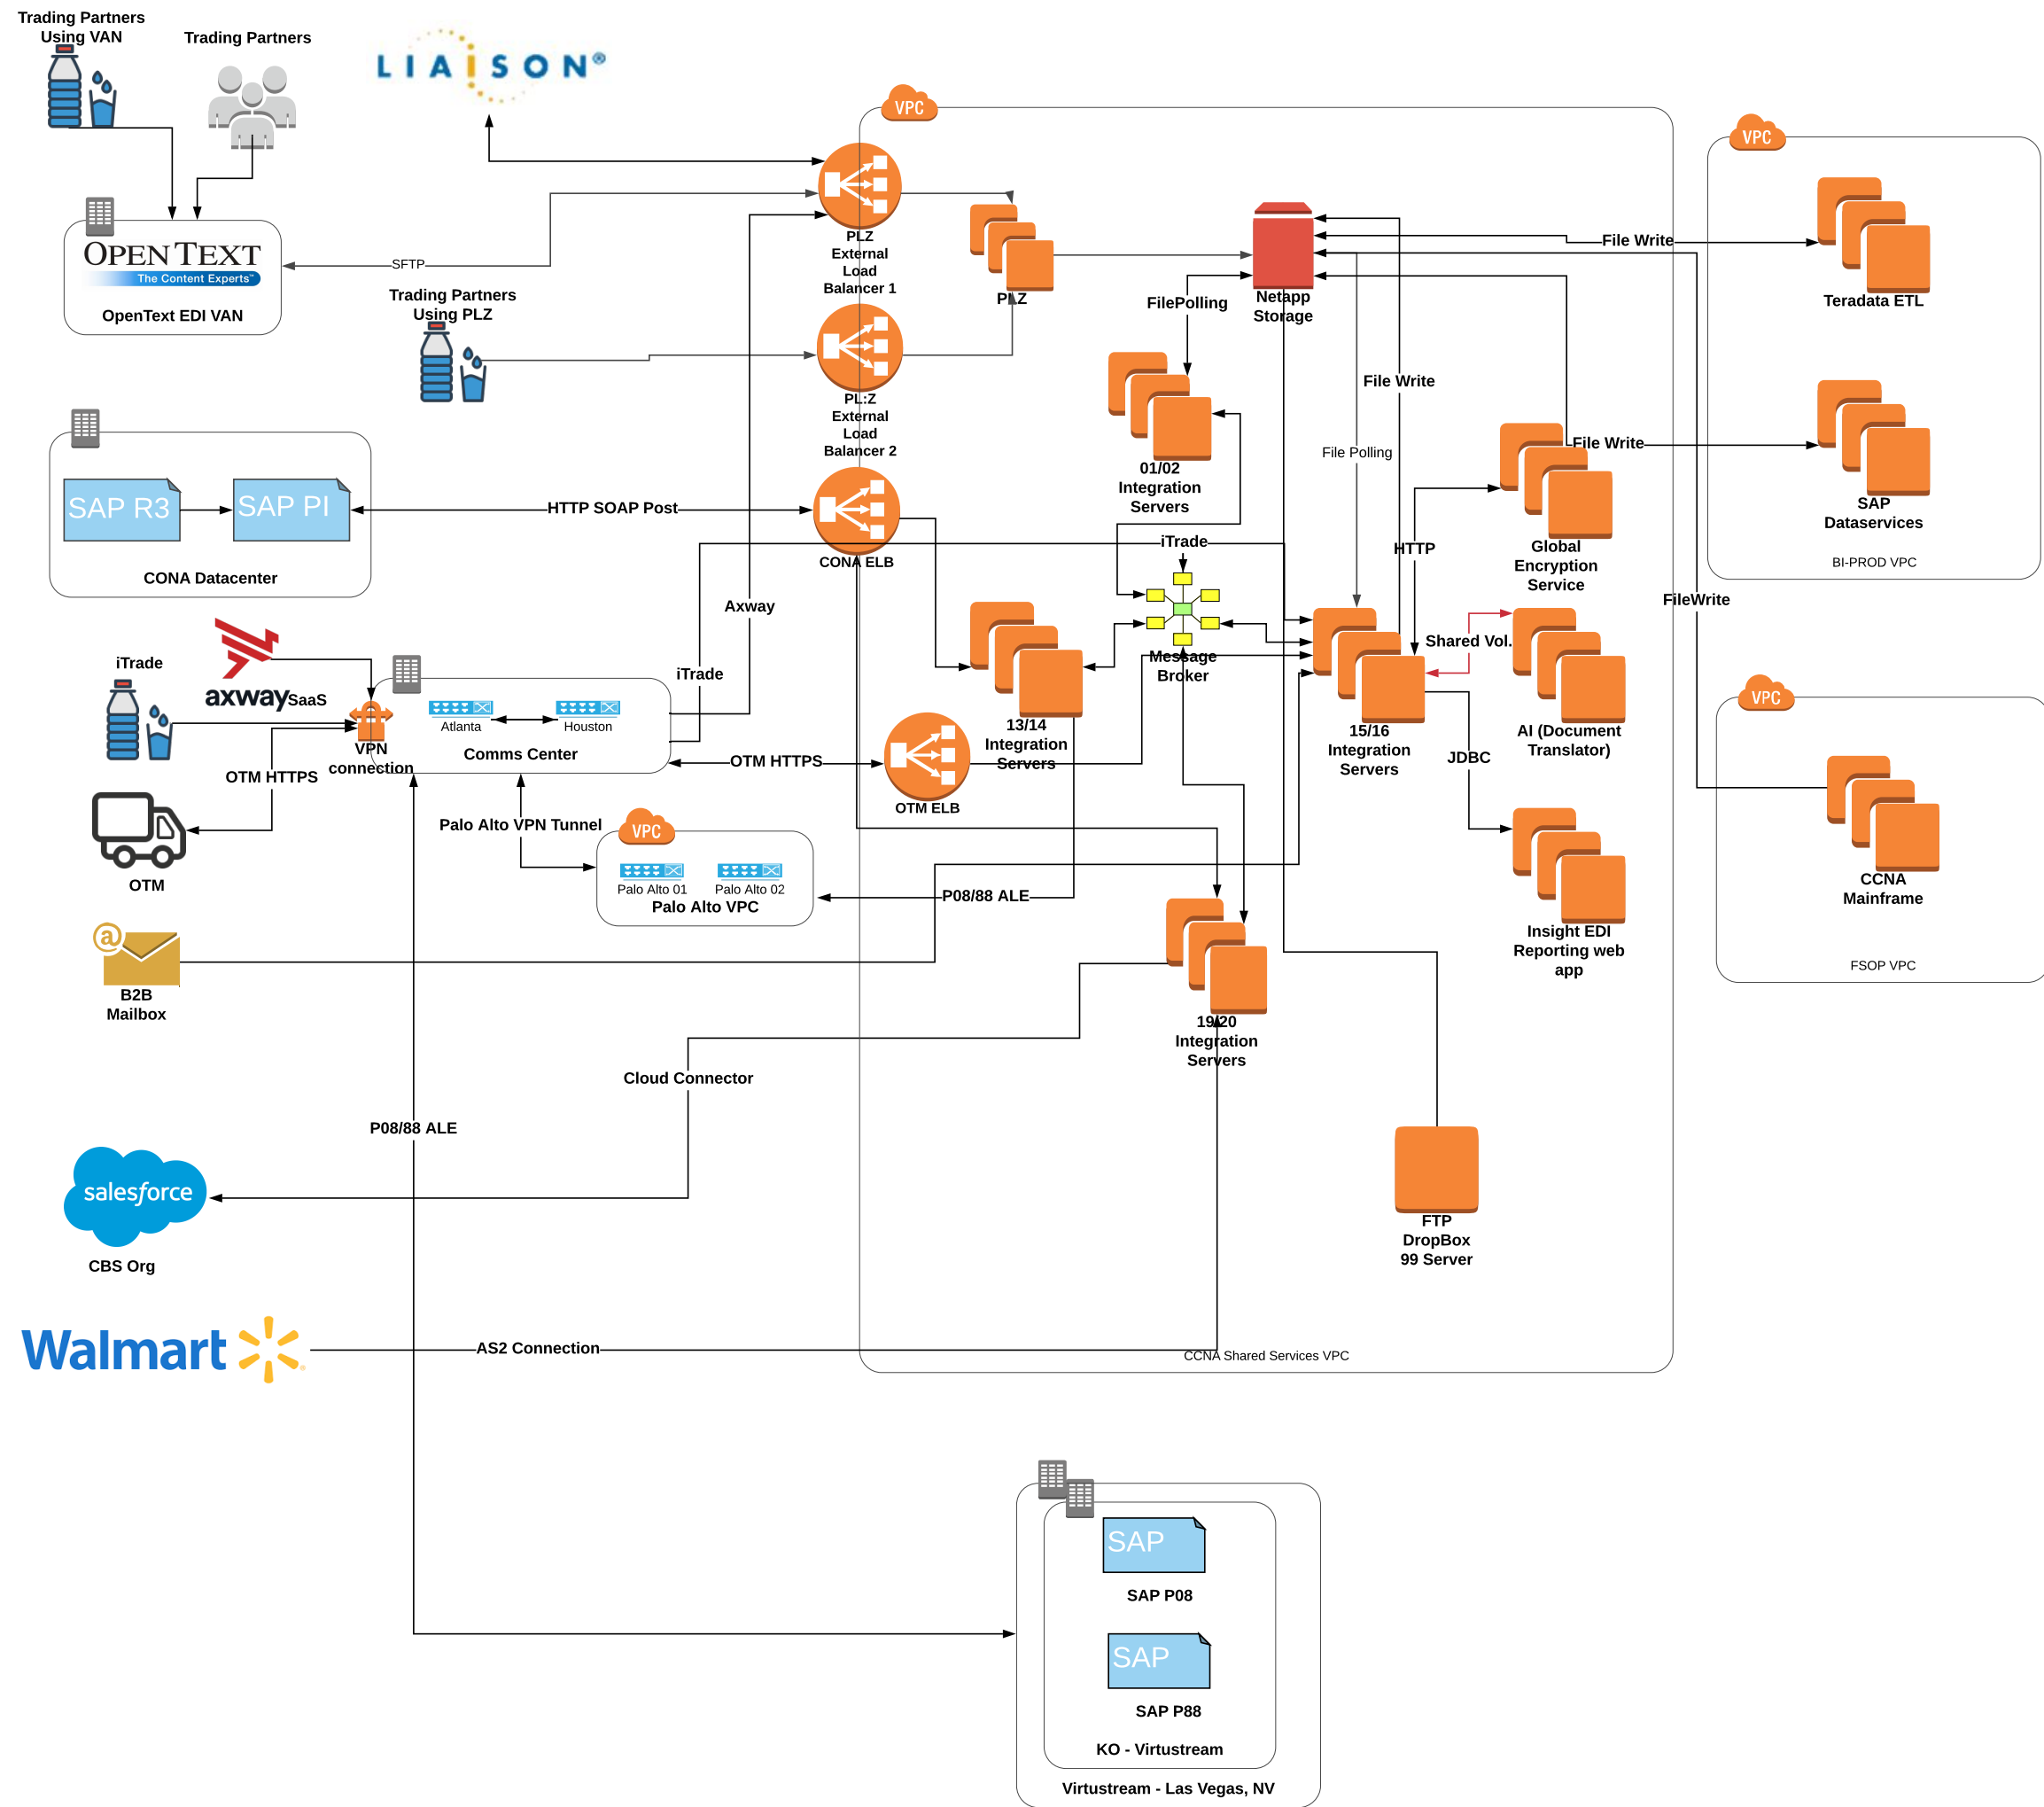 Trading Partners
Using VAN
Trading Partners
LIAISON®
VPC
VPC
OPENTEXT
The Content Experts™
OpenText EDI VAN
SFTP
Trading Partners
Using PLZ
PLZ
External
Load
Balancer 1
PLZ
Netapp
Storage
FilePolling
File Write
Teradata ETL
PL:Z
External
Load
Balancer 2
File Write
File Polling
01/02
Integration
Servers
File Write
SAP
Dataservices
BI-PROD VPC
SAP R3
SAP PI
CONA Datacenter
HTTP SOAP Post
CONA ELB
iTrade
HTTP
Global
Encryption
Service
FileWrite
Axway
iTrade
Message
Broker
Shared Vol.
iTrade
axway
SaaS
VPN
connection
Atlanta
Houston
Comms Center
OTM HTTPS
OTM HTTPS
13/14
Integration
Servers
15/16
Integration
Servers
AI (Document
Translator)
JDBC
VPC
OTM ELB
OTM
Palo Alto VPN Tunnel
VPC
Palo Alto 01
Palo Alto 02
Palo Alto VPC
P08/88 ALE
CCNA
Mainframe
FSOP VPC
Insight EDI
Reporting web
app
@
B2B
Mailbox
19/20
Integration
Servers
Cloud Connector
P08/88 ALE
salesforce
CBS Org
FTP
DropBox
99 Server
Walmart
AS2 Connection
CCNA Shared Services VPC
SAP
SAP P08
SAP
SAP P88
KO - Virtustream
Virtustream - Las Vegas, NV